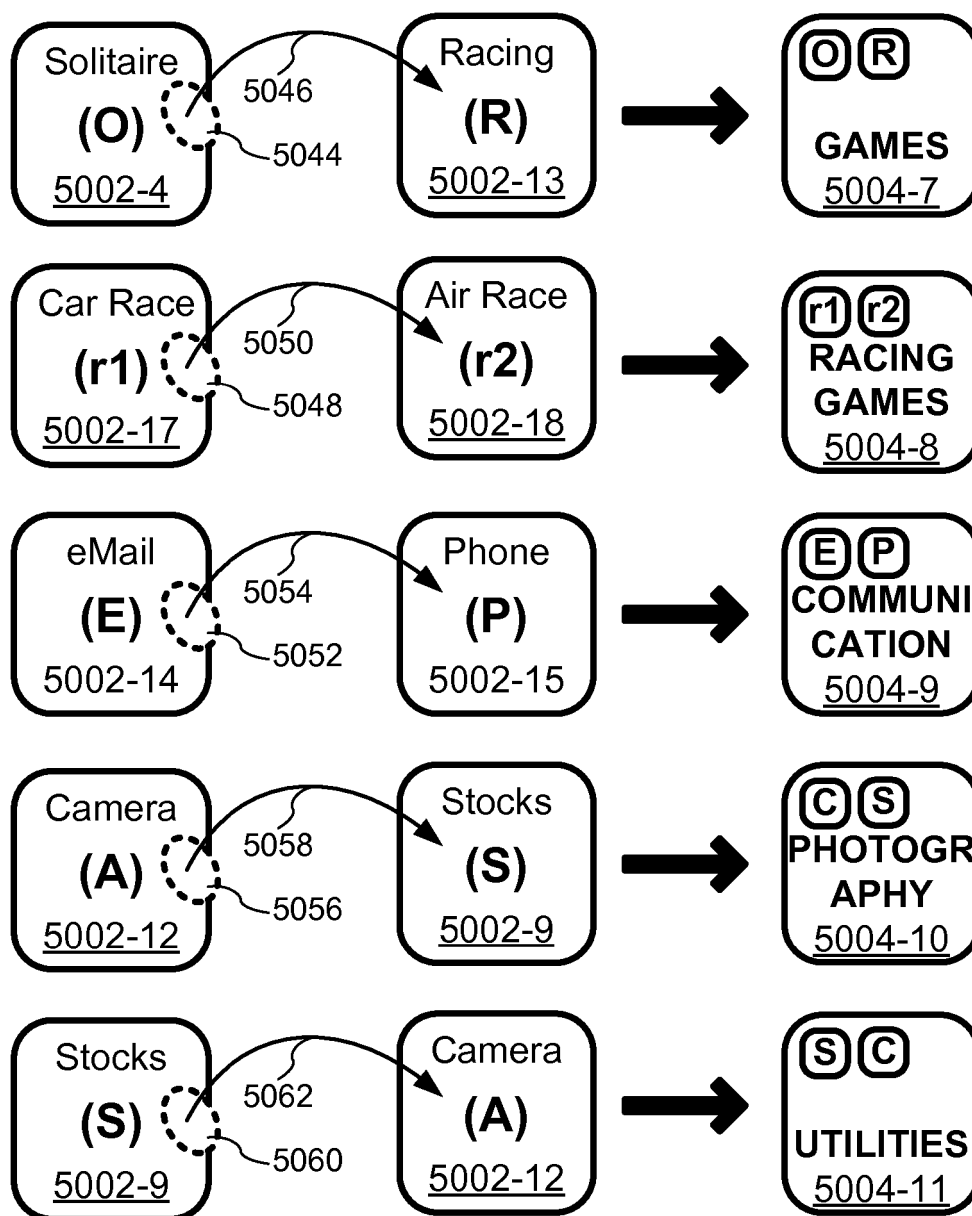 Solitaire
(O)
5002-4
5046
5044
Racing
(R)
5002-13
O R
GAMES
5004-7
Car Race
(r1)
5002-17
5050
5048
Air Race
(r2)
5002-18
r1 r2
RACING
GAMES
5004-8
eMail
(E)
5002-14
5054
5052
Phone
(P)
5002-15
E P
COMMUNI
CATION
5004-9
Camera
(A)
5002-12
5058
5056
Stocks
(S)
5002-9
C S
PHOTOGR
APHY
5004-10
Stocks
(S)
5002-9
5062
5060
Camera
(A)
5002-12
S C
UTILITIES
5004-11